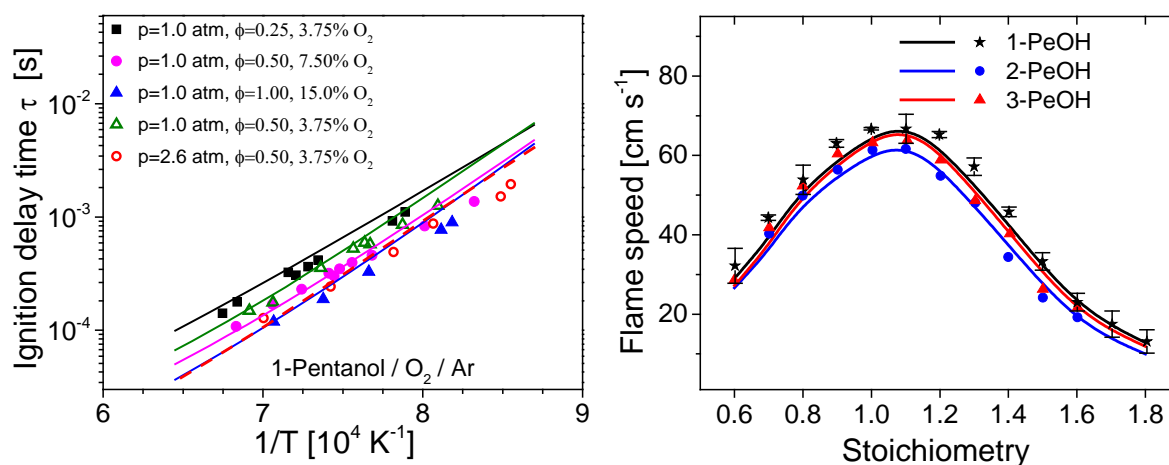 Ignition delay time τ [s]
10⁻²
10⁻³
10⁻⁴
p=1.0 atm, ϕ=0.25, 3.75% O₂
p=1.0 atm, ϕ=0.50, 7.50% O₂
p=1.0 atm, ϕ=1.00, 15.0% O₂
p=1.0 atm, ϕ=0.50, 3.75% O₂
p=2.6 atm, ϕ=0.50, 3.75% O₂
1-Pentanol / O₂ / Ar
6 7 8 9
1/T [10⁴ K⁻¹]
Flame speed [cm s⁻¹]
80
60
40
20
1-PeOH
2-PeOH
3-PeOH
0.6 0.8 1.0 1.2 1.4 1.6 1.8
Stoichiometry